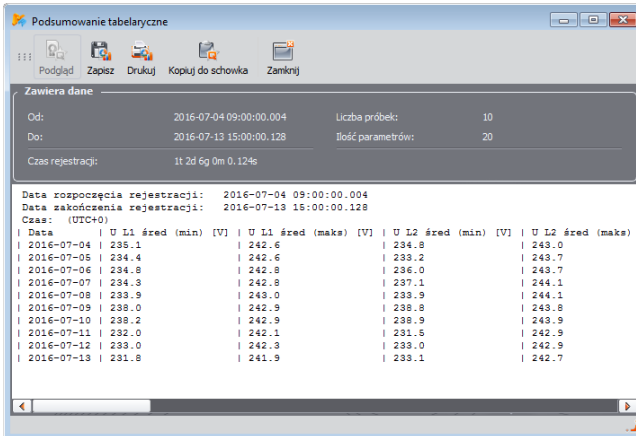 Podsumowanie tabelaryczne
Podgląd Zapisz Drukuj Kopiuj do schowka Zamknij
Zawiera dane
Od: 2016-07-04 09:00:00.004 Liczba próbek: 10
Do: 2016-07-13 15:00:00.128 Ilość parametrów: 20
Czas rejestracji: 1t 2d 6g 0m 0.124s
Data rozpoczęcia rejestracji: 2016-07-04 09:00:00.004
Data zakończenia rejestracji: 2016-07-13 15:00:00.128
Czas: (UTC+0)
| Data | U L1 śred (min) [V] | U L1 śred (maks) [V] | U L2 śred (min) [V] | U L2 śred (maks)
| 2016-07-04 | 235.1 | 242.6 | 234.8 | 243.0
| 2016-07-05 | 234.4 | 242.6 | 233.2 | 243.7
| 2016-07-06 | 234.8 | 242.8 | 236.0 | 243.7
| 2016-07-07 | 234.3 | 242.8 | 237.1 | 244.1
| 2016-07-08 | 233.9 | 243.0 | 233.9 | 244.1
| 2016-07-09 | 238.0 | 242.9 | 238.8 | 243.8
| 2016-07-10 | 238.2 | 242.9 | 238.9 | 243.9
| 2016-07-11 | 232.0 | 242.1 | 231.5 | 242.9
| 2016-07-12 | 233.0 | 242.3 | 233.0 | 242.9
| 2016-07-13 | 231.8 | 241.9 | 233.1 | 242.7